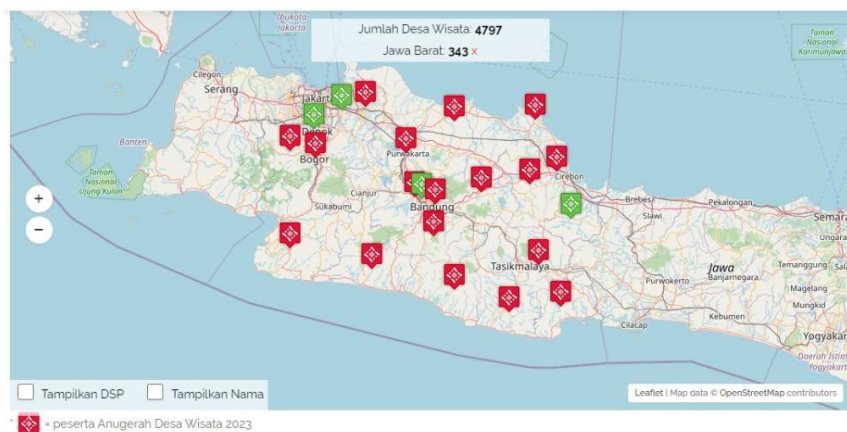 Ibukota
Jakarta
Jumlah Desa Wisata: 4797
Jawa Barat: 343 x
Taman
Nasional
Karimunjawa
Cilegon
Serang
Jakarta
Depok
Banten
Bogor
Purwakarta
Taman
Nasional
Ujung Kulon
Cianjur
Sukabumi
Bandung
Cirebon
Brebes
Pekalongan
Slawi
Semara
Ungaran
Tasikmalaya
Jawa
Temanggung
Sala
Banjarnegara
Purwokerto
Magelang
Mungkid
Kebumen
Cilacap
Yogyakar
Daerah Istim
Yogyakar
+
−
Tampilkan DSP Tampilkan Nama
Leaflet | Map data © OpenStreetMap contributors
* = peserta Anugerah Desa Wisata 2023